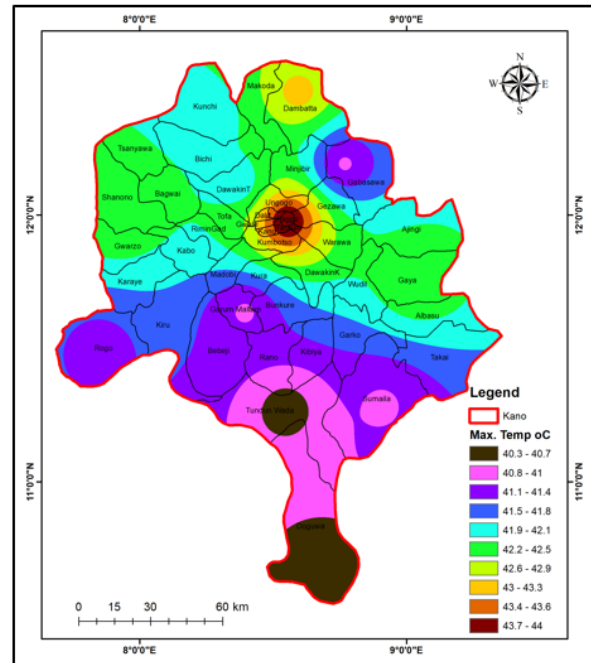 8°0'0"E 9°0'0"E
N
W E
S
Makoda
Dambatta
Kunchi
Tsanyawa
Bichi
Minjibir
Gabasawa
Shanono
Bagwai
DawakinT
Ungogo
Gezawa
12°0'0"N 12°0'0"N
Tofa
Ajingi
RiminGad
Gwarzo
Kumbotso
Warawa
Kabo
DawakinK
Gaya
Karaye
Madobi
Kura
Wudil
Albasu
Kiru
Garum Mallam
Bunkure
Garko
Rogo
Bebeji
Rano
Kibiya
Takai
Sumaila
Tundun Wada
Legend
Kano
Max. Temp oC
40.3 - 40.7
40.8 - 41
41.1 - 41.4
11°0'0"N 11°0'0"N
41.5 - 41.8
41.9 - 42.1
Doguwa
42.2 - 42.5
42.6 - 42.9
43 - 43.3
43.4 - 43.6
43.7 - 44
0 15 30 60 km
8°0'0"E 9°0'0"E